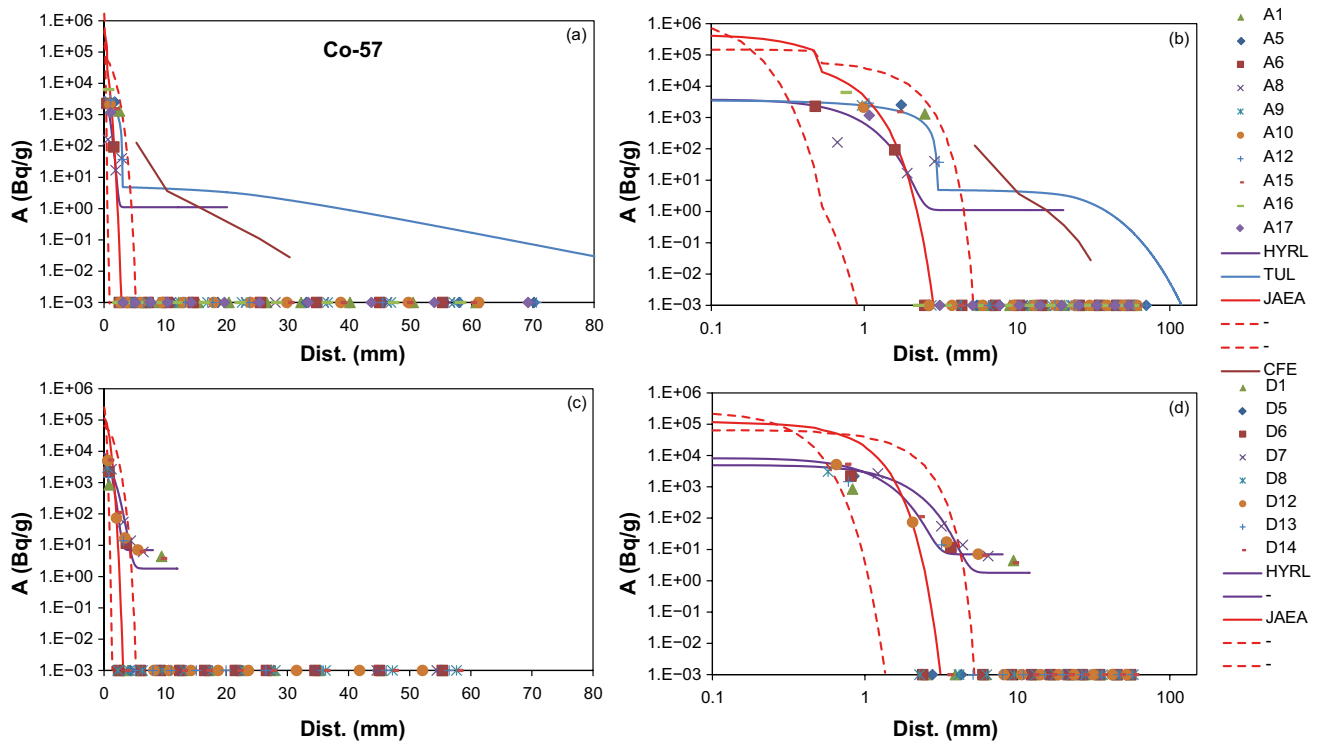 (a)
Co-57
A (Bq/g)
1.E+06
1.E+05
1.E+04
1.E+03
1.E+02
1.E+01
1.E+00
1.E–01
1.E–02
1.E–03
0 10 20 30 40 50 60 70 80
Dist. (mm)
(b)
A (Bq/g)
1.E+06
1.E+05
1.E+04
1.E+03
1.E+02
1.E+01
1.E+00
1.E–01
1.E–02
1.E–03
0.1 1 10 100
Dist. (mm)
(c)
A (Bq/g)
1.E+06
1.E+05
1.E+04
1.E+03
1.E+02
1.E+01
1.E+00
1.E–01
1.E–02
1.E–03
0 10 20 30 40 50 60 70 80
Dist. (mm)
(d)
A (Bq/g)
1.E+06
1.E+05
1.E+04
1.E+03
1.E+02
1.E+01
1.E+00
1.E–01
1.E–02
1.E–03
0.1 1 10 100
Dist. (mm)
A1
A5
A6
A8
A9
A10
A12
A15
A16
A17
HYRL
TUL
JAEA
-
-
CFE
D1
D5
D6
D7
D8
D12
D13
D14
HYRL
-
JAEA
-
-